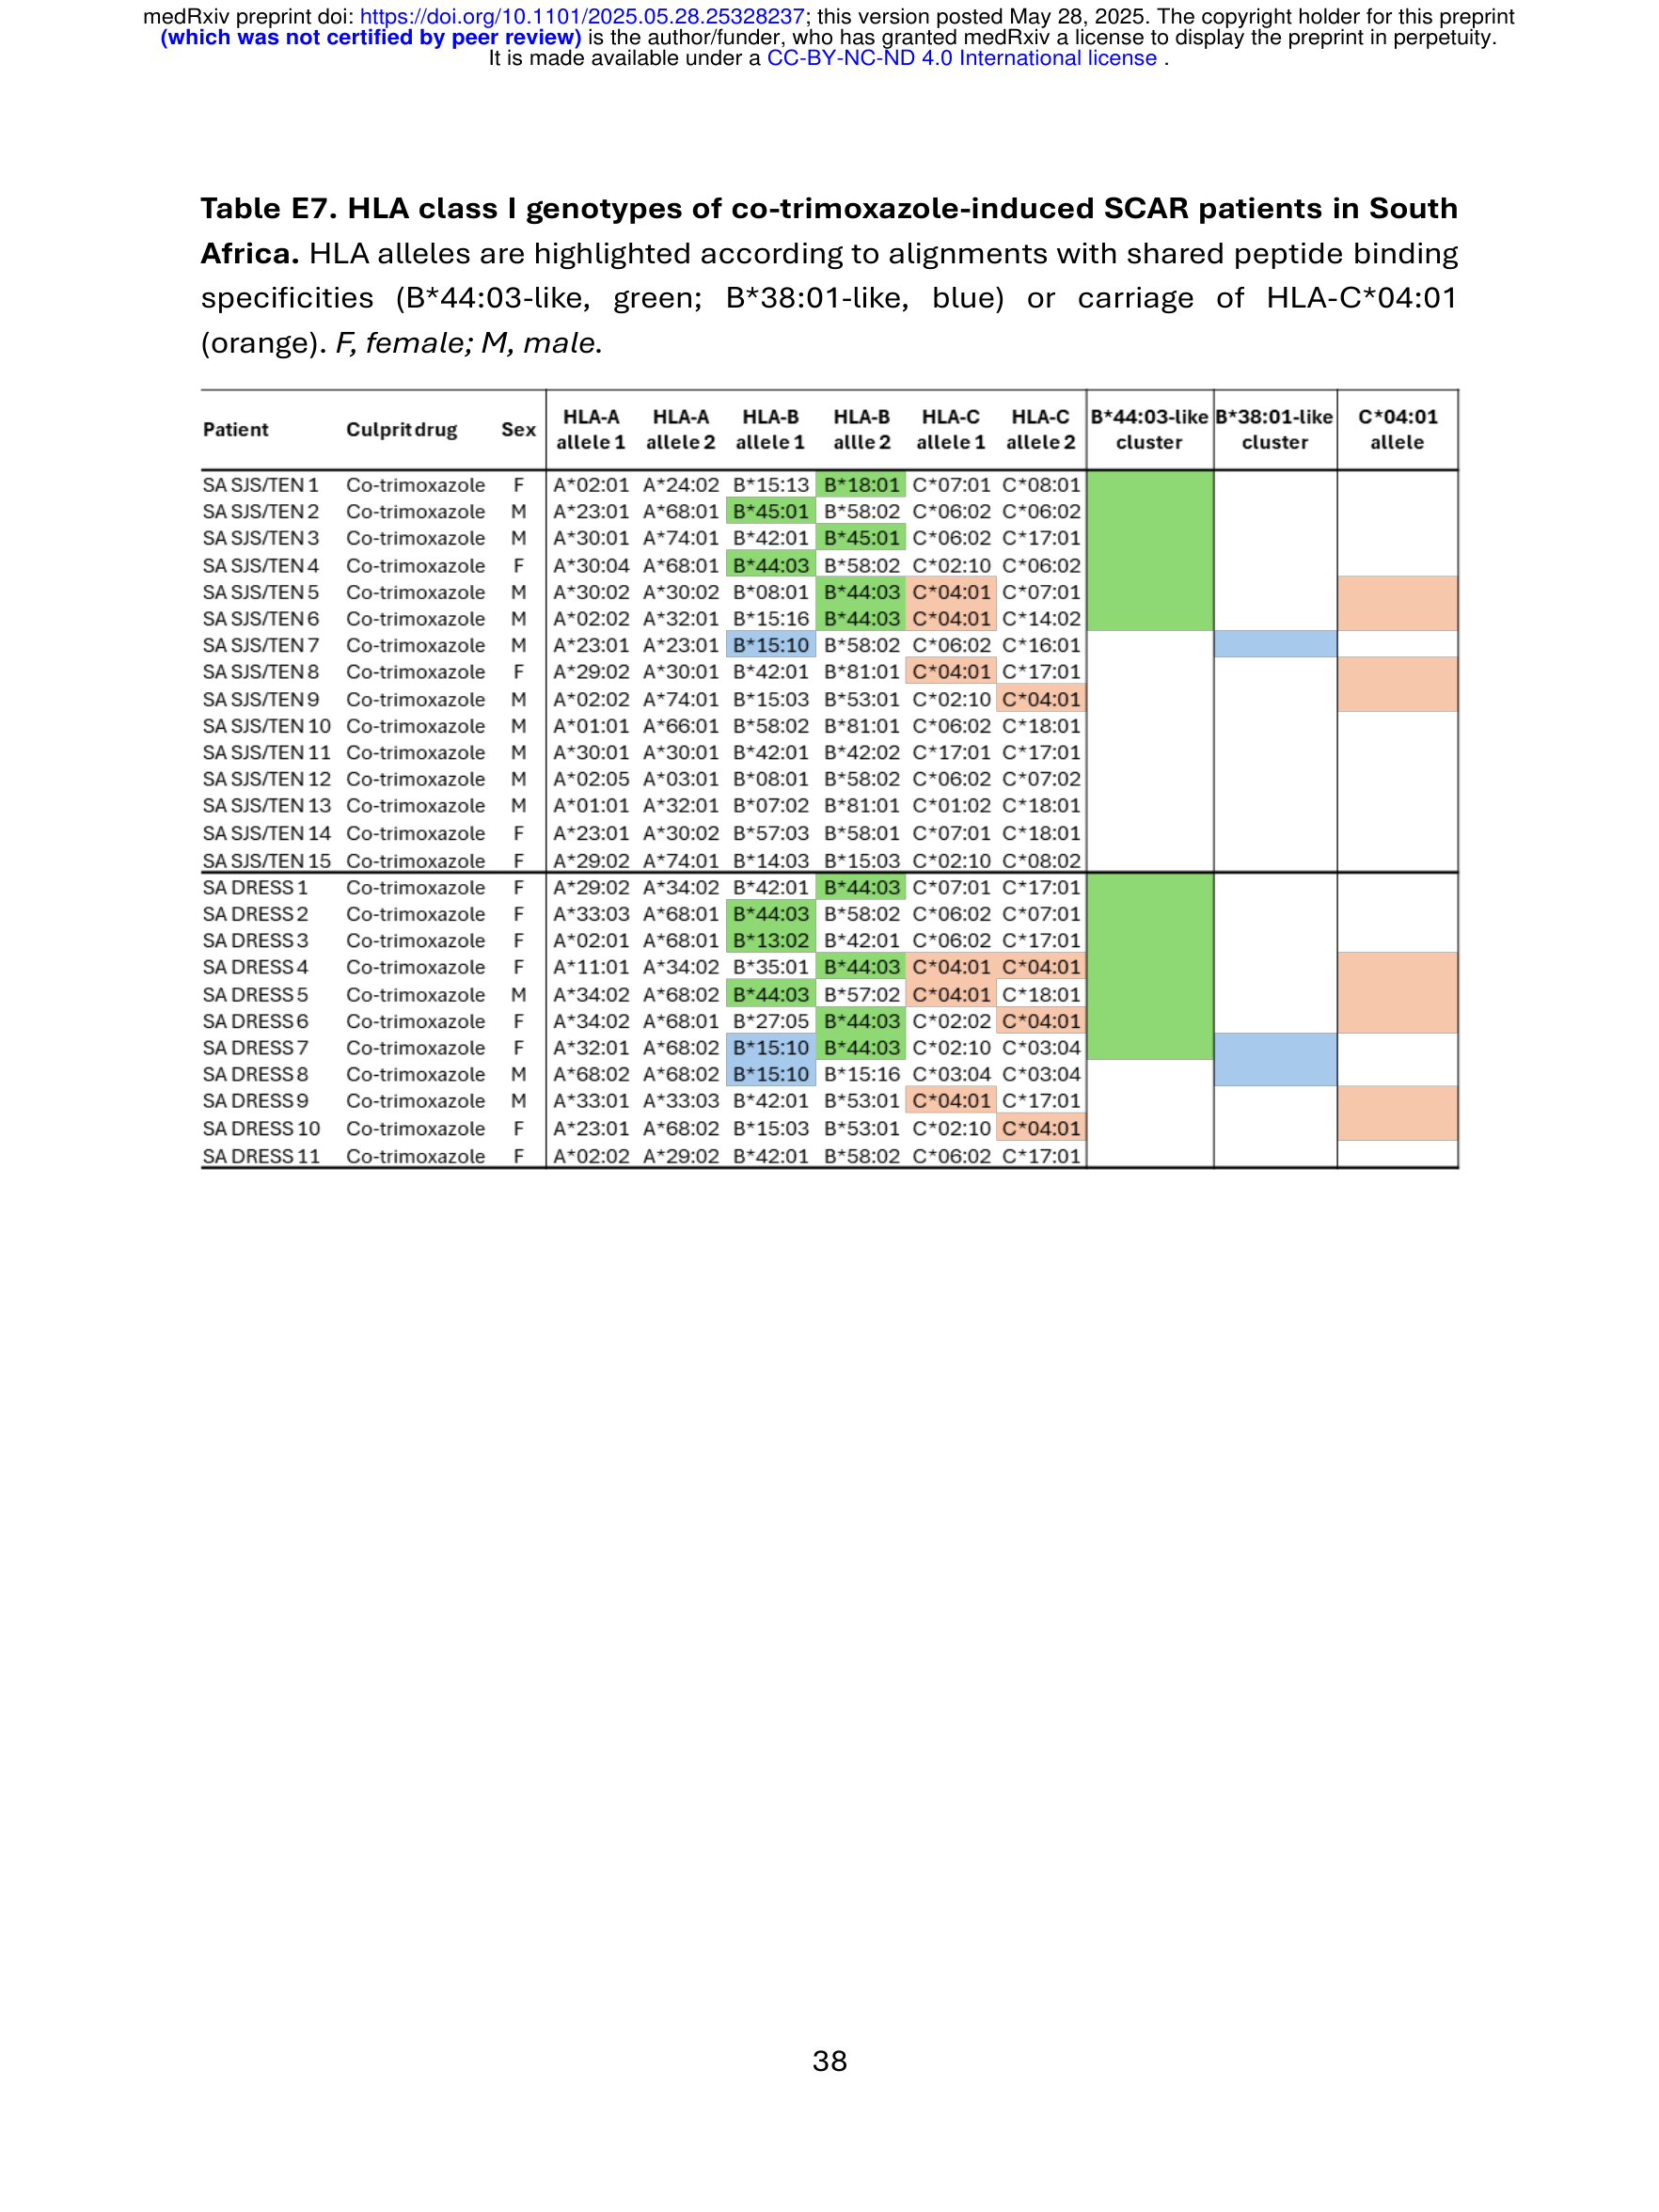 medRxiv preprint doi: https://doi.org/10.1101/2025.05.28.25328237; this version posted May 28, 2025. The copyright holder for this preprint
(which was not certified by peer review) is the author/funder, who has granted medRxiv a license to display the preprint in perpetuity.
It is made available under a CC-BY-NC-ND 4.0 International license .
Table E7. HLA class I genotypes of co-trimoxazole-induced SCAR patients in South
Africa. HLA alleles are highlighted according to alignments with shared peptide binding
specificities (B*44:03-like, green; B*38:01-like, blue) or carriage of HLA-C*04:01
(orange). F, female; M, male.
Patient Culprit drug Sex HLA-A allele 1 HLA-A allele 2 HLA-B allele 1 HLA-B allle 2 HLA-C allele 1 HLA-C allele 2 B*44:03-like cluster B*38:01-like cluster C*04:01 allele
SA SJS/TEN 1 Co-trimoxazole F A*02:01 A*24:02 B*15:13 B*18:01 C*07:01 C*08:01
SA SJS/TEN 2 Co-trimoxazole M A*23:01 A*68:01 B*45:01 B*58:02 C*06:02 C*06:02
SA SJS/TEN 3 Co-trimoxazole M A*30:01 A*74:01 B*42:01 B*45:01 C*06:02 C*17:01
SA SJS/TEN 4 Co-trimoxazole F A*30:04 A*68:01 B*44:03 B*58:02 C*02:10 C*06:02
SA SJS/TEN 5 Co-trimoxazole M A*30:02 A*30:02 B*08:01 B*44:03 C*04:01 C*07:01
SA SJS/TEN 6 Co-trimoxazole M A*02:02 A*32:01 B*15:16 B*44:03 C*04:01 C*14:02
SA SJS/TEN 7 Co-trimoxazole M A*23:01 A*23:01 B*15:10 B*58:02 C*06:02 C*16:01
SA SJS/TEN 8 Co-trimoxazole F A*29:02 A*30:01 B*42:01 B*81:01 C*04:01 C*17:01
SA SJS/TEN 9 Co-trimoxazole M A*02:02 A*74:01 B*15:03 B*53:01 C*02:10 C*04:01
SA SJS/TEN 10 Co-trimoxazole M A*01:01 A*66:01 B*58:02 B*81:01 C*06:02 C*18:01
SA SJS/TEN 11 Co-trimoxazole M A*30:01 A*30:01 B*42:01 B*42:02 C*17:01 C*17:01
SA SJS/TEN 12 Co-trimoxazole M A*02:05 A*03:01 B*08:01 B*58:02 C*06:02 C*07:02
SA SJS/TEN 13 Co-trimoxazole M A*01:01 A*32:01 B*07:02 B*81:01 C*01:02 C*18:01
SA SJS/TEN 14 Co-trimoxazole F A*23:01 A*30:02 B*57:03 B*58:01 C*07:01 C*18:01
SA SJS/TEN 15 Co-trimoxazole F A*29:02 A*74:01 B*14:03 B*15:03 C*02:10 C*08:02
SA DRESS 1 Co-trimoxazole F A*29:02 A*34:02 B*42:01 B*44:03 C*07:01 C*17:01
SA DRESS 2 Co-trimoxazole F A*33:03 A*68:01 B*44:03 B*58:02 C*06:02 C*07:01
SA DRESS 3 Co-trimoxazole F A*02:01 A*68:01 B*13:02 B*42:01 C*06:02 C*17:01
SA DRESS 4 Co-trimoxazole F A*11:01 A*34:02 B*35:01 B*44:03 C*04:01 C*04:01
SA DRESS 5 Co-trimoxazole M A*34:02 A*68:02 B*44:03 B*57:02 C*04:01 C*18:01
SA DRESS 6 Co-trimoxazole F A*34:02 A*68:01 B*27:05 B*44:03 C*02:02 C*04:01
SA DRESS 7 Co-trimoxazole F A*32:01 A*68:02 B*15:10 B*44:03 C*02:10 C*03:04
SA DRESS 8 Co-trimoxazole M A*68:02 A*68:02 B*15:10 B*15:16 C*03:04 C*03:04
SA DRESS 9 Co-trimoxazole M A*33:01 A*33:03 B*42:01 B*53:01 C*04:01 C*17:01
SA DRESS 10 Co-trimoxazole F A*23:01 A*68:02 B*15:03 B*53:01 C*02:10 C*04:01
SA DRESS 11 Co-trimoxazole F A*02:02 A*29:02 B*42:01 B*58:02 C*06:02 C*17:01
38